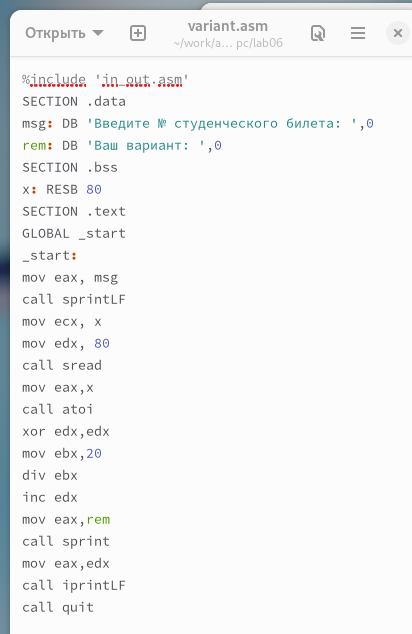 Открыть
variant.asm
~/work/a... pc/lab06
%include 'in_out.asm'
SECTION .data
msg: DB 'Введите № студенческого билета: ',0
rem: DB 'Ваш вариант: ',0
SECTION .bss
x: RESB 80
SECTION .text
GLOBAL _start
_start:
mov eax, msg
call sprintLF
mov ecx, x
mov edx, 80
call sread
mov eax,x
call atoi
xor edx,edx
mov ebx,20
div ebx
inc edx
mov eax,rem
call sprint
mov eax,edx
call iprintLF
call quit